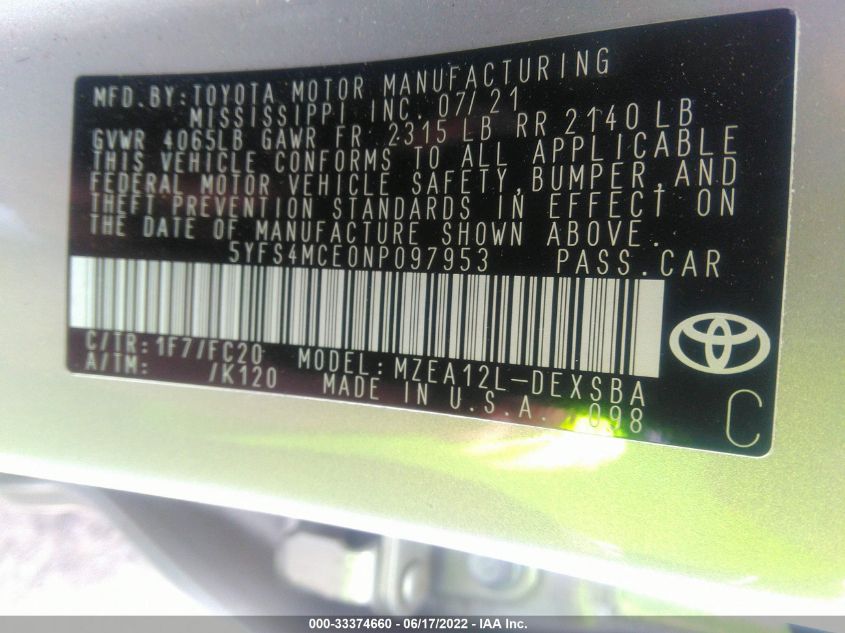 MFD. BY: TOYOTA MOTOR MANUFACTURING
MISSISSIPPI INC. 07/21
GVWR 4065LB GAWR FR 2315 LB RR 2140 LB
THIS VEHICLE CONFORMS TO ALL APPLICABLE
FEDERAL MOTOR VEHICLE SAFETY, BUMPER, AND
THEFT PREVENTION STANDARDS IN EFFECT ON
THE DATE OF MANUFACTURE SHOWN ABOVE.
5YFS4MCE0NP097953 PASS. CAR
C/TR: 1F7/FC20 MODEL: MZEA12L-DEXSBA
A/TM: /K120 MADE IN U.S.A. 098
C
000-33374660 - 06/17/2022 - IAA Inc.